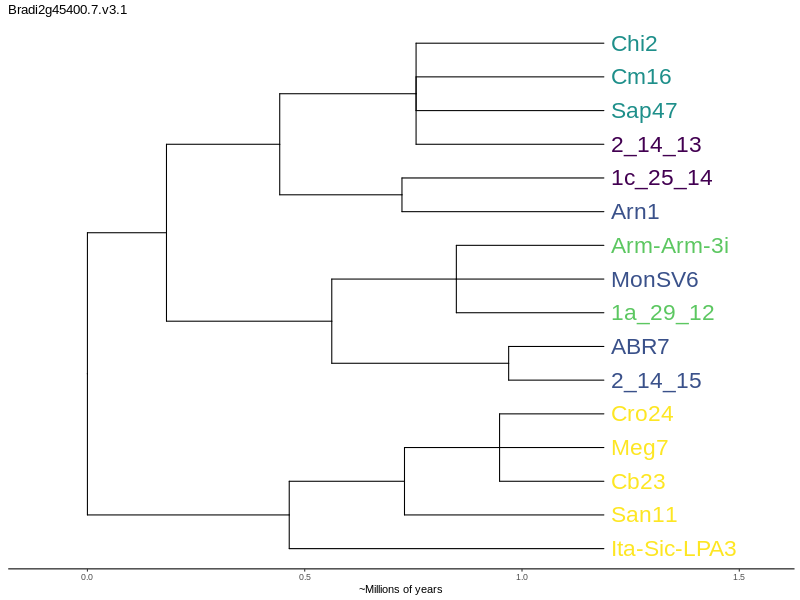 Bradi2g45400.7.v3.1
Chi2
Cm16
Sap47
2_14_13
1c_25_14
Arn1
Arm-Arm-3i
MonSV6
1a_29_12
ABR7
2_14_15
Cro24
Meg7
Cb23
San11
Ita-Sic-LPA3
0.0 0.5 1.0 1.5
~Millions of years